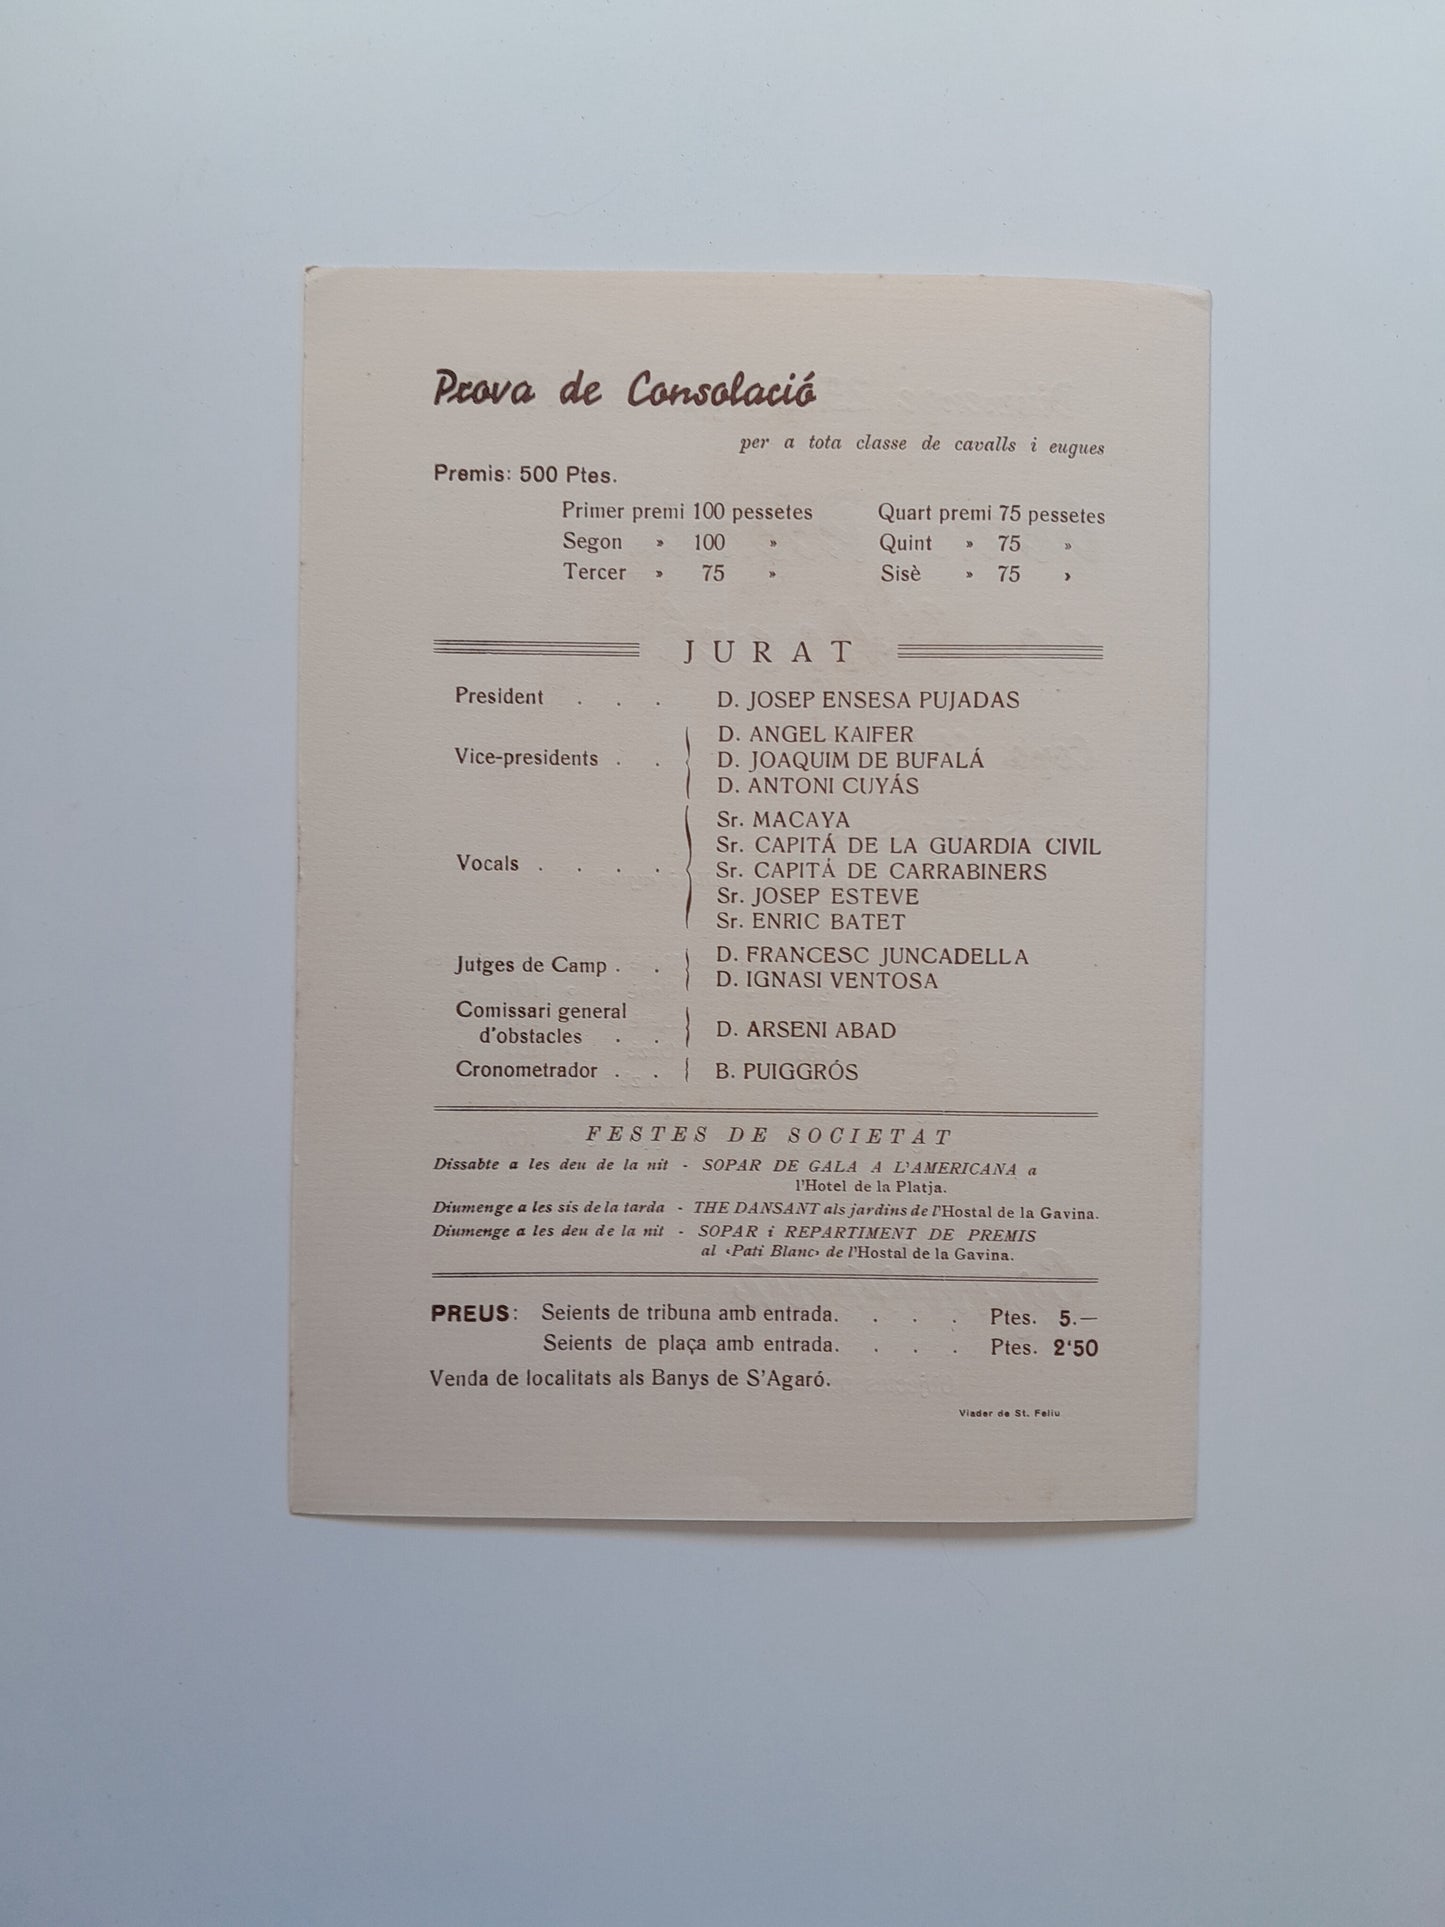 Prova de Consolació
per a tota classe de cavalls i eugues
Premis: 500 Ptes.
Primer premi 100 pessetes Quart premi 75 pessetes
Segon » 100 » Quint » 75 »
Tercer » 75 » Sisè » 75 ›
JURAT
President . . . D. JOSEP ENSESA PUJADAS
D. ANGEL KAIFER
Vice-presidents . . D. JOAQUIM DE BUFALÁ
D. ANTONI CUYÁS
Sr. MACAYA
Sr. CAPITÁ DE LA GUARDIA CIVIL
Vocals . . . . Sr. CAPITÁ DE CARRABINERS
Sr. JOSEP ESTEVE
Sr. ENRIC BATET
Jutges de Camp . . D. FRANCESC JUNCADELLA
D. IGNASI VENTOSA
Comissari general
d'obstacles . . D. ARSENI ABAD
Cronometrador . . B. PUIGGRÓS
FESTES DE SOCIETAT
Dissabte a les deu de la nit - SOPAR DE GALA A L'AMERICANA a
l'Hotel de la Platja.
Diumenge a les sis de la tarda - THE DANSANT als jardins de l'Hostal de la Gavina.
Diumenge a les deu de la nit - SOPAR i REPARTIMENT DE PREMIS
al ‹Pati Blanc› de l'Hostal de la Gavina.
PREUS: Seients de tribuna amb entrada. . . . Ptes. 5.—
Seients de plaça amb entrada. . . . Ptes. 2'50
Venda de localitats als Banys de S'Agaró.
Viader de St. Feliu